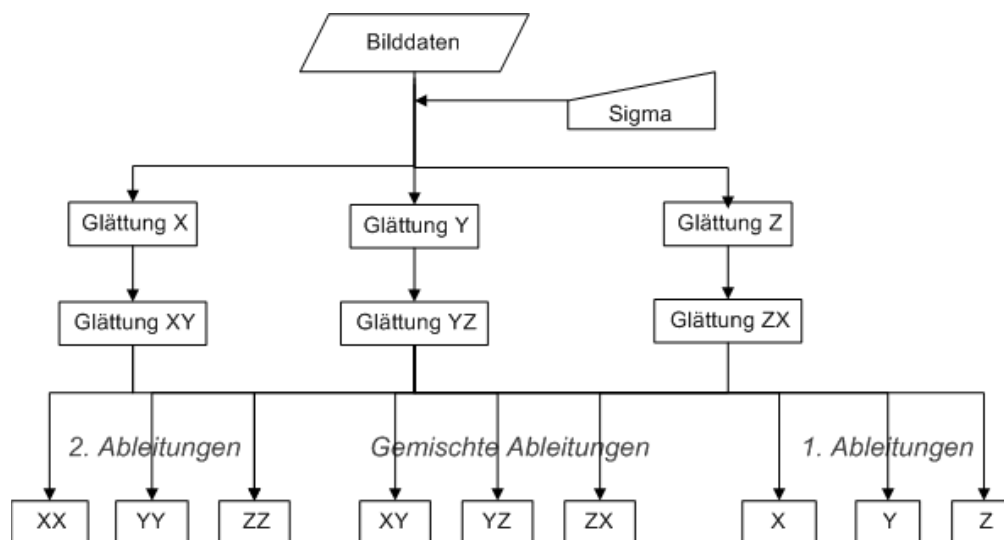 Bilddaten
Sigma
Glättung X
Glättung Y
Glättung Z
Glättung XY
Glättung YZ
Glättung ZX
2. Ableitungen
Gemischte Ableitungen
1. Ableitungen
XX
YY
ZZ
XY
YZ
ZX
X
Y
Z